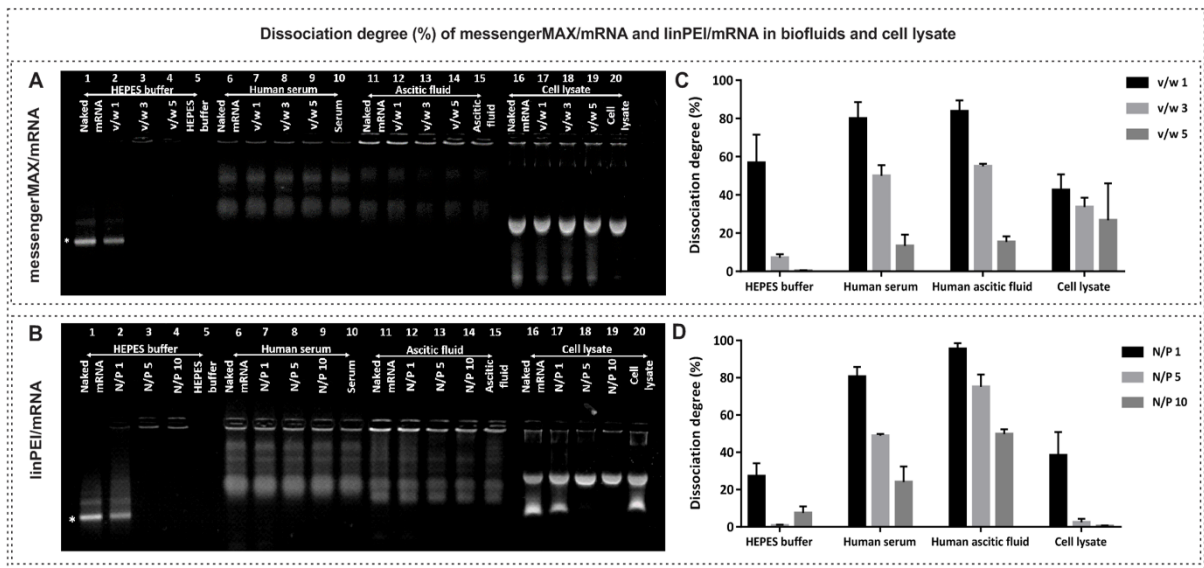 Dissociation degree (%) of messengerMAX/mRNA and linPEI/mRNA in biofluids and cell lysate
messengerMAX/mRNA
A
1 2 3 4 5 6 7 8 9 10 11 12 13 14 15 16 17 18 19 20
HEPES buffer Human serum Ascitic fluid Cell lysate
Naked mRNA
v/w 1
v/w 3
v/w 5
HEPES buffer
Naked mRNA
v/w 1
v/w 3
v/w 5
Serum
Naked mRNA
v/w 1
v/w 3
v/w 5
Ascitic fluid
Naked mRNA
v/w 1
v/w 3
v/w 5
Cell lysate
*
C
Dissociation degree (%)
100
80
60
40
20
0
HEPES buffer Human serum Human ascitic fluid Cell lysate
v/w 1
v/w 3
v/w 5
linPEI/mRNA
B
1 2 3 4 5 6 7 8 9 10 11 12 13 14 15 16 17 18 19 20
HEPES buffer Human serum Ascitic fluid Cell lysate
Naked mRNA
N/P 1
N/P 5
N/P 10
HEPES buffer
Naked mRNA
N/P 1
N/P 5
N/P 10
Serum
Naked mRNA
N/P 1
N/P 5
N/P 10
Ascitic fluid
Naked mRNA
N/P 1
N/P 5
N/P 10
Cell lysate
*
D
Dissociation degree (%)
100
80
60
40
20
0
HEPES buffer Human serum Human ascitic fluid Cell lysate
N/P 1
N/P 5
N/P 10